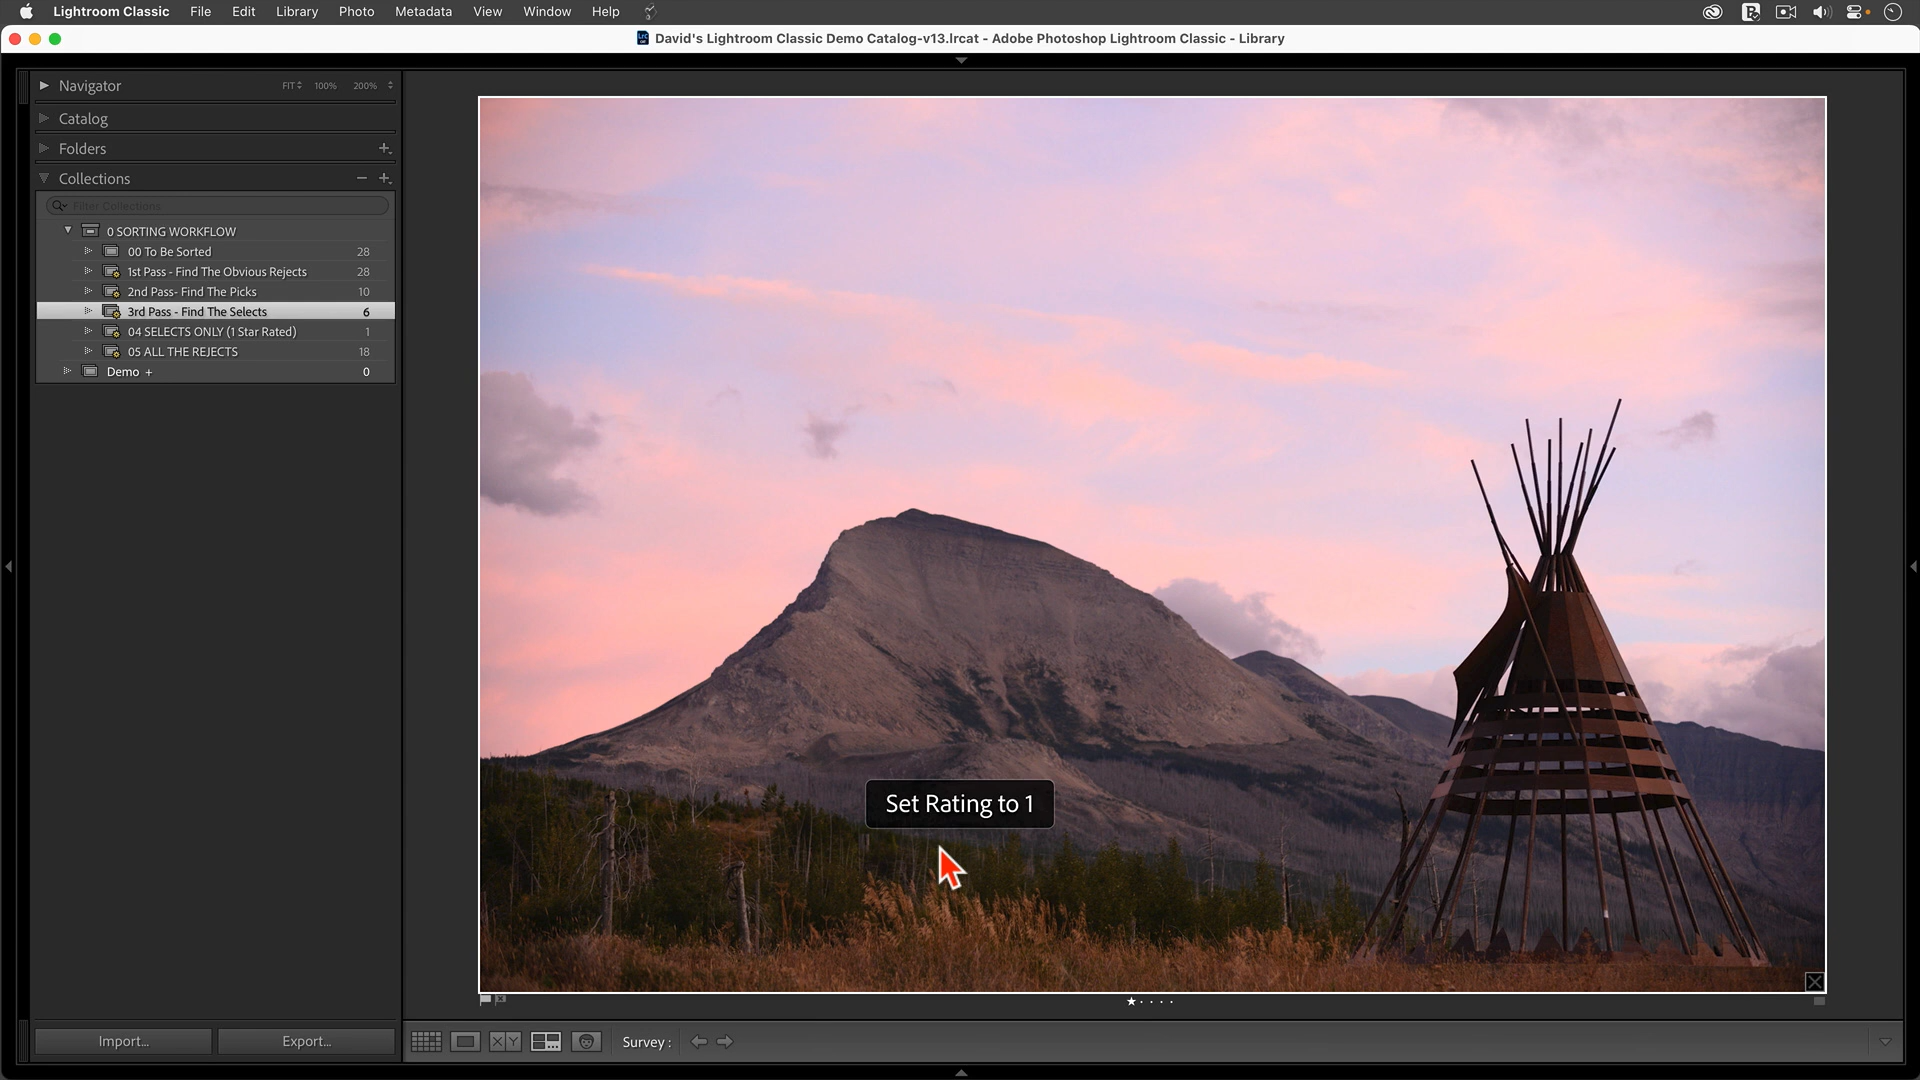 Lightroom Classic File Edit Library Photo Metadata View Window Help
David's Lightroom Classic Demo Catalog-v13.lrcat - Adobe Photoshop Lightroom Classic - Library
Navigator FIT 100% 200%
Catalog
Folders
Collections
Filter Collections
0 SORTING WORKFLOW
00 To Be Sorted 28
1st Pass - Find The Obvious Rejects 28
2nd Pass- Find The Picks 10
3rd Pass - Find The Selects 6
04 SELECTS ONLY (1 Star Rated) 1
05 ALL THE REJECTS 18
Demo + 0
Set Rating to 1
Import... Export... XY Survey :